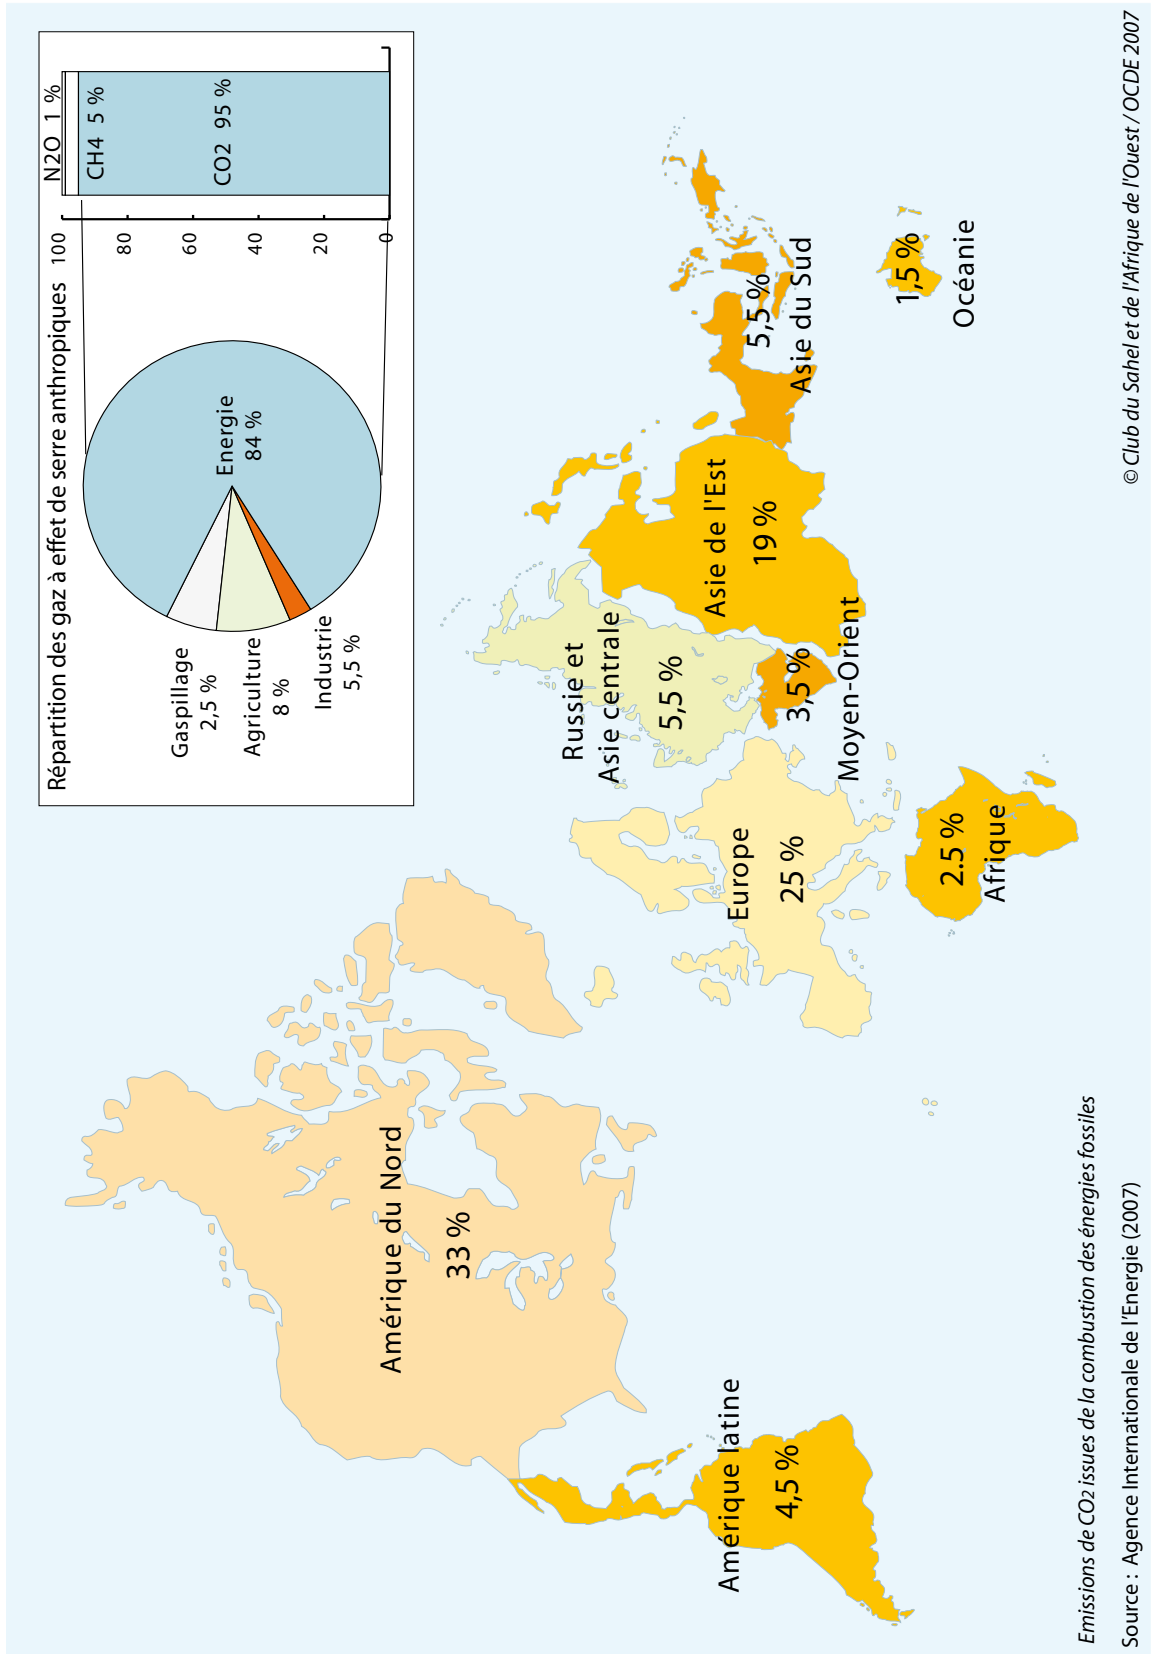 Répartition des gaz à effet de serre anthropiques
100
80
60
40
20
0
N2O 1 %
CH4 5 %
CO2 95 %
Energie
84 %
Gaspillage
2,5 %
Agriculture
8 %
Industrie
5,5 %
Amérique du Nord
33 %
Amérique latine
4,5 %
Europe
25 %
Russie et
Asie centrale
5,5 %
Moyen-Orient
3,5 %
Afrique
2.5 %
Asie de l'Est
19 %
Asie du Sud
5,5 %
Océanie
1,5 %
Emissions de CO2 issues de la combustion des énergies fossiles
Source : Agence Internationale de l'Energie (2007)
© Club du Sahel et de l'Afrique de l'Ouest / OCDE 2007